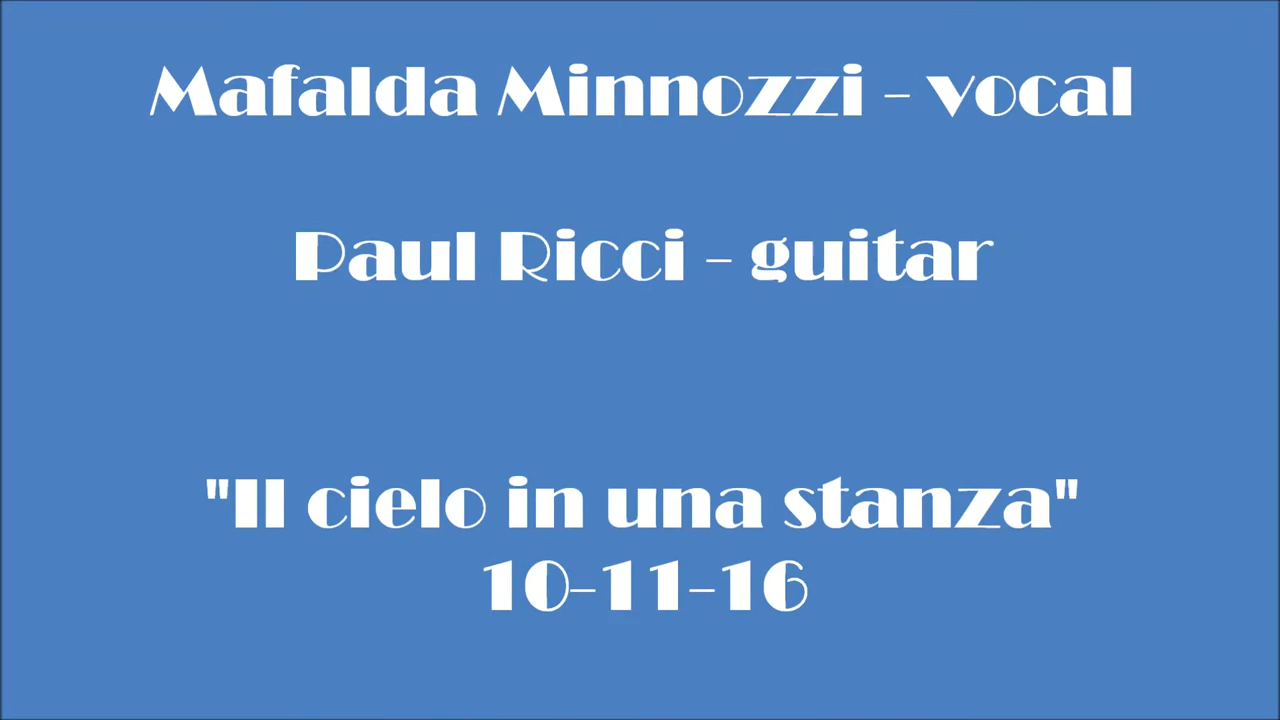 Mafalda Minnozzi - vocal
Paul Ricci - guitar
"Il cielo in una stanza"
10-11-16